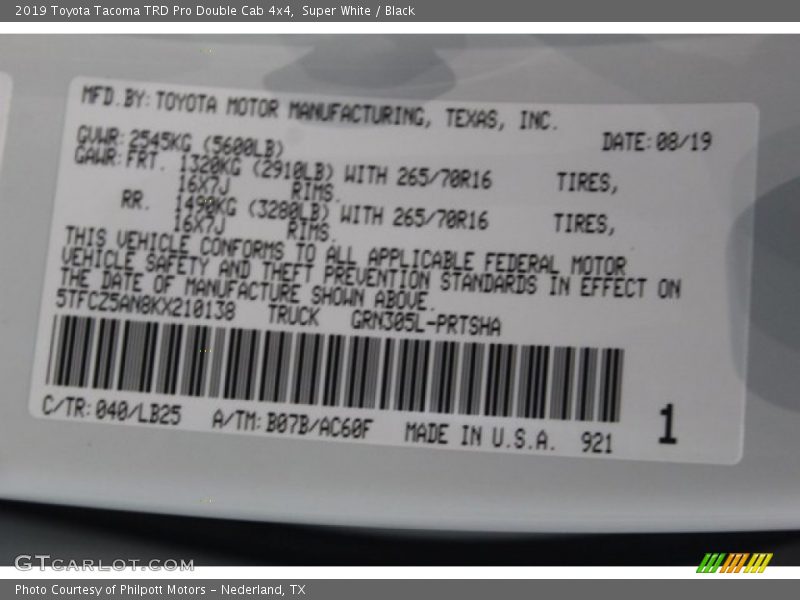 2019 Toyota Tacoma TRD Pro Double Cab 4x4, Super White / Black
MFD.BY:TOYOTA MOTOR MANUFACTURING, TEXAS, INC.
GVWR:2545KG (5600LB) DATE:08/19
GAWR:FRT. 1320KG (2910LB) WITH 265/70R16 TIRES,
16X7J RIMS.
RR. 1490KG (3280LB) WITH 265/70R16 TIRES,
16X7J RIMS.
THIS VEHICLE CONFORMS TO ALL APPLICABLE FEDERAL MOTOR
VEHICLE SAFETY AND THEFT PREVENTION STANDARDS IN EFFECT ON
THE DATE OF MANUFACTURE SHOWN ABOVE.
5TFCZ5AN8KX210138 TRUCK GRN305L-PRTSHA
C/TR:040/LB25 A/TM:B07B/AC60F MADE IN U.S.A. 921 1
GTcarlot.com
Photo Courtesy of Philpott Motors - Nederland, TX